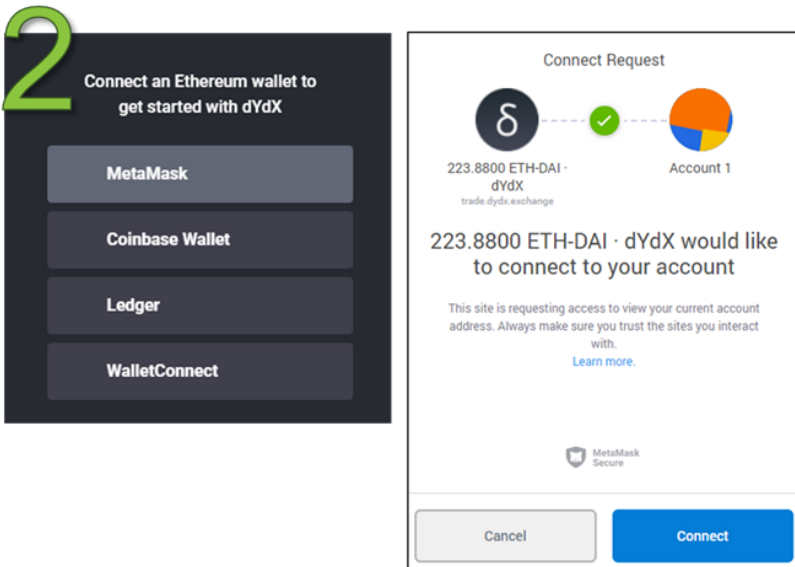 2
Connect an Ethereum wallet to
get started with dYdX
MetaMask
Coinbase Wallet
Ledger
WalletConnect
Connect Request
δ
223.8800 ETH-DAI ·
dYdX
trade.dydx.exchange
Account 1
223.8800 ETH-DAI · dYdX would like
to connect to your account
This site is requesting access to view your current account
address. Always make sure you trust the sites you interact
with.
Learn more.
MetaMask
Secure
Cancel
Connect